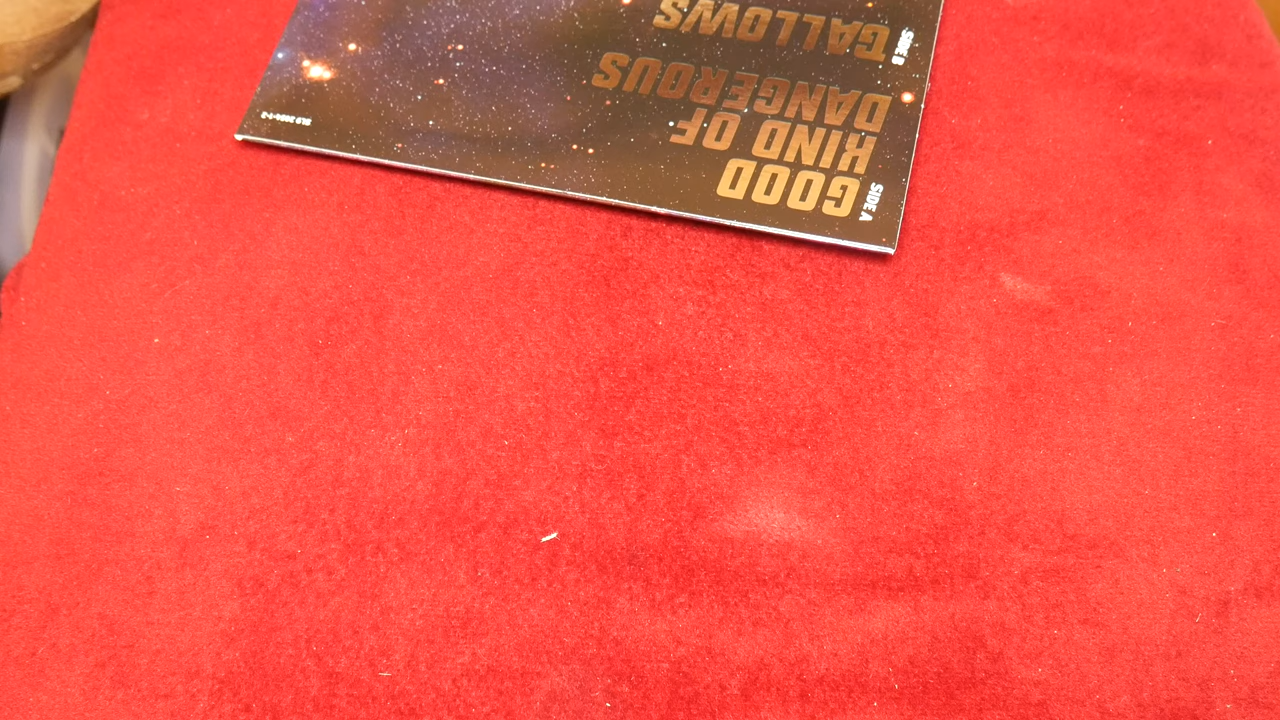 SIDE A
GOOD
KIND OF
DANGEROUS
SIDE B
GALLOWS